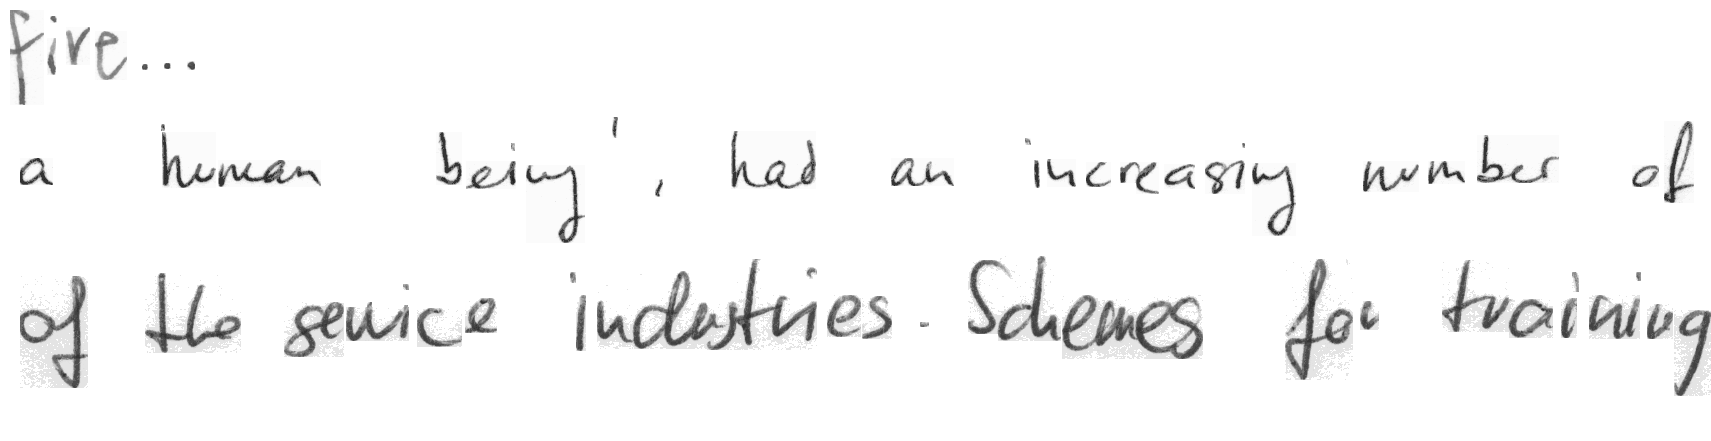 fire...
a human being', had an increasing number of
of the service industries. Schemes for training